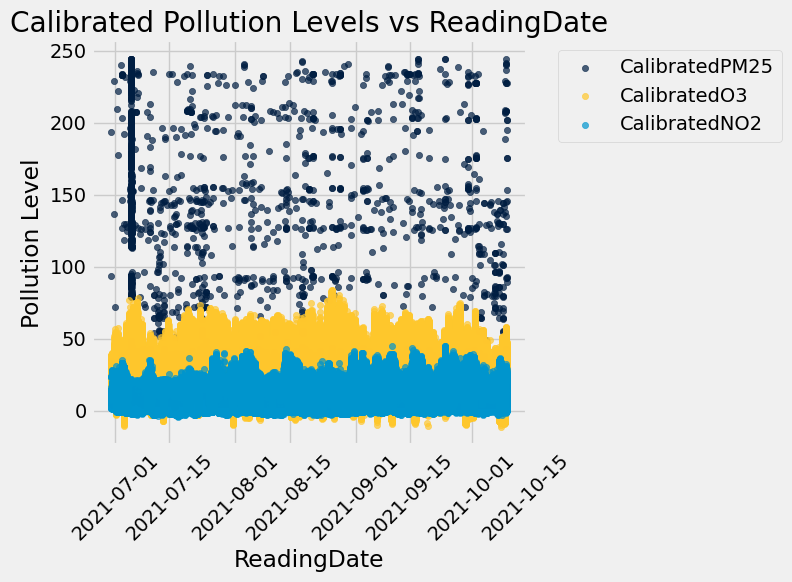 Calibrated Pollution Levels vs ReadingDate
250
200
150
100
50
0
Pollution Level
CalibratedPM25
CalibratedO3
CalibratedNO2
2021-07-01
2021-07-15
2021-08-01
2021-08-15
2021-09-01
2021-09-15
2021-10-01
2021-10-15
ReadingDate